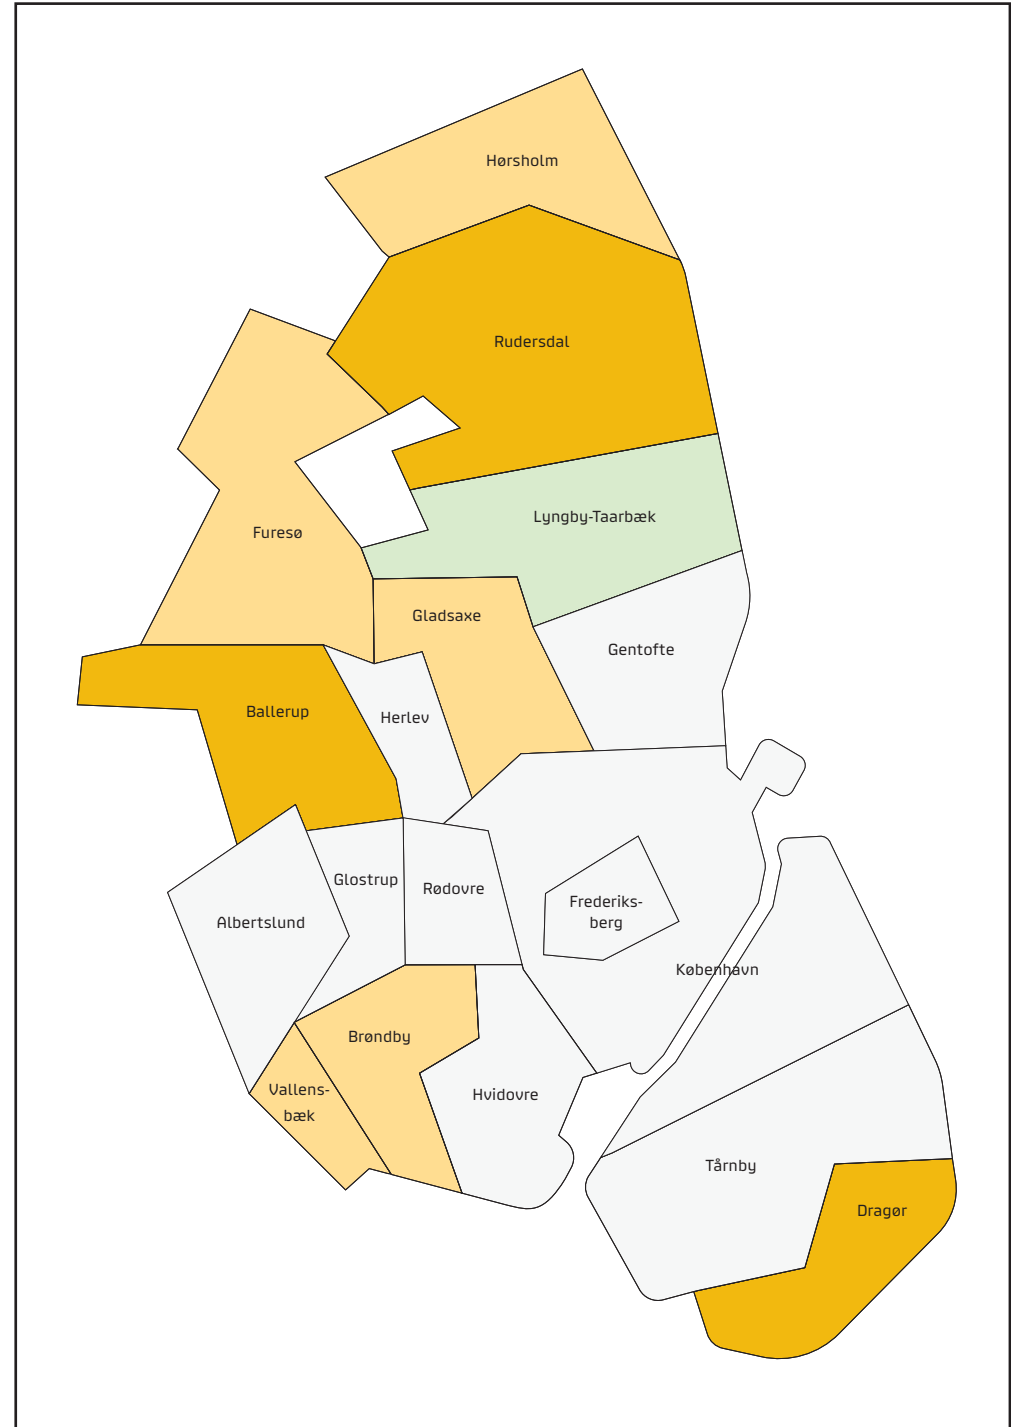 Hørsholm
Rudersdal
Lyngby-Taarbæk
Furesø
Gladsaxe
Gentofte
Ballerup
Herlev
Glostrup
Rødovre
Frederiks-
berg
Albertslund
København
Brøndby
Vallens-
bæk
Hvidovre
Tårnby
Dragør